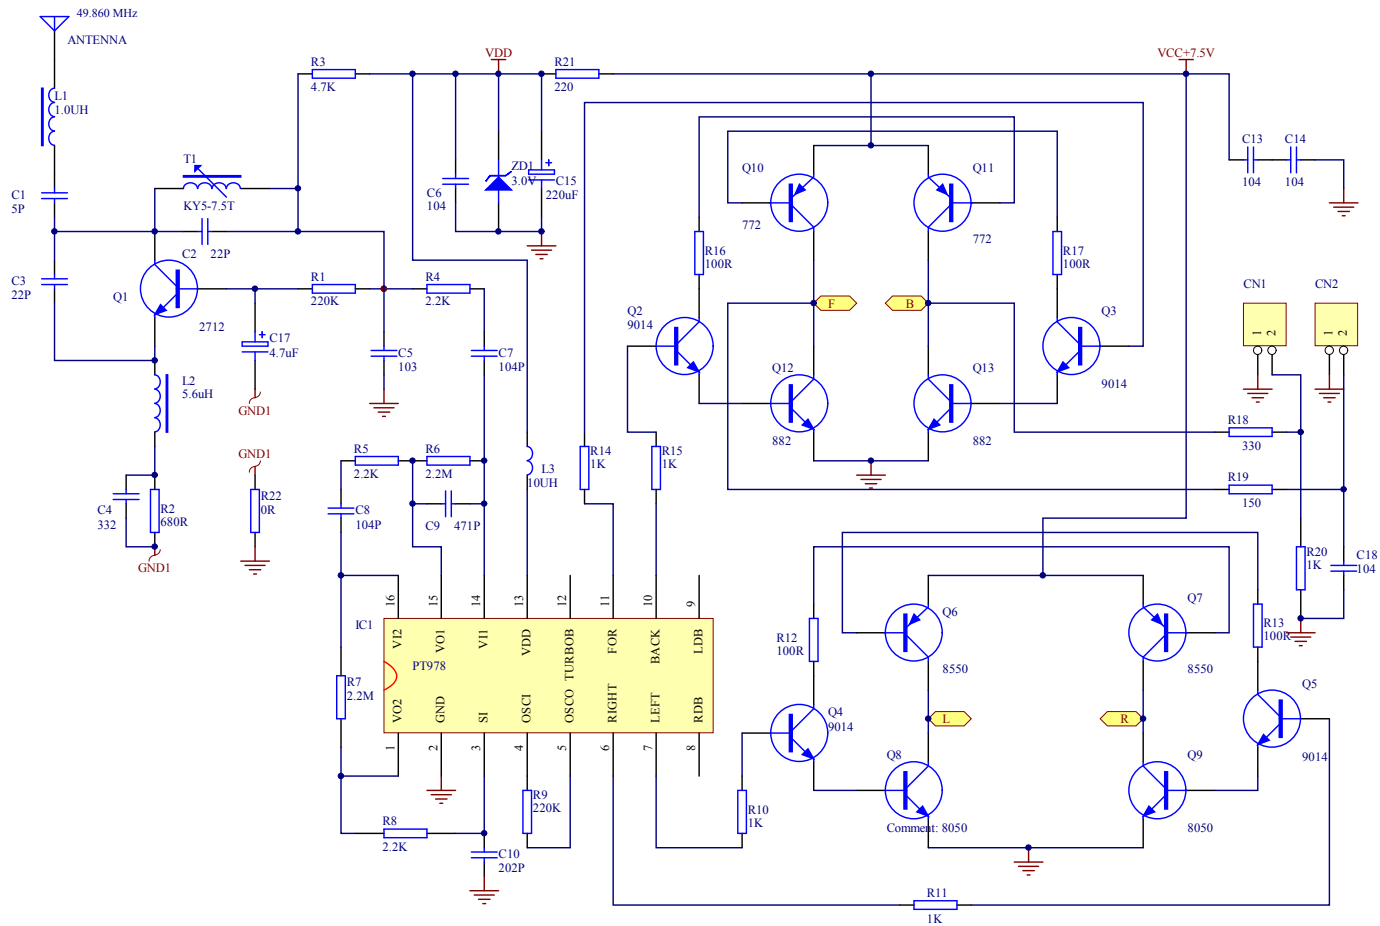 49.860 MHz
ANTENNA
L1
1.0UH
C1
5P
C3
22P
T1
KY5-7.5T
C2
22P
Q1
2712
R3
4.7K
VDD
R21
220
VCC+7.5V
C6
104
ZD1
3.0V
C15
220uF
C13
104
C14
104
R1
220K
R4
2.2K
C17
4.7uF
GND1
C5
103
C7
104P
L2
5.6uH
C4
332
R2
680R
GND1
GND1
R22
0R
Q10
772
Q11
772
R16
100R
R17
100R
F
B
Q2
9014
Q3
9014
Q12
882
Q13
882
CN1
1
2
CN2
1
2
R18
330
R19
150
R20
1K
C18
104
R5
2.2K
R6
2.2M
C8
104P
C9
471P
L3
10UH
R14
1K
R15
1K
IC1
PT978
16
15
14
13
12
11
10
9
VI2
VO1
VI1
VDD
TURBOB
FOR
BACK
LDB
VO2
GND
SI
OSCI
OSCO
RIGHT
LEFT
RDB
1
2
3
4
5
6
7
8
R7
2.2M
R8
2.2K
C10
202P
R9
220K
R10
1K
R11
1K
R12
100R
R13
100R
Q6
8550
Q7
8550
L
R
Q4
9014
Q5
9014
Q8
Comment: 8050
Q9
8050